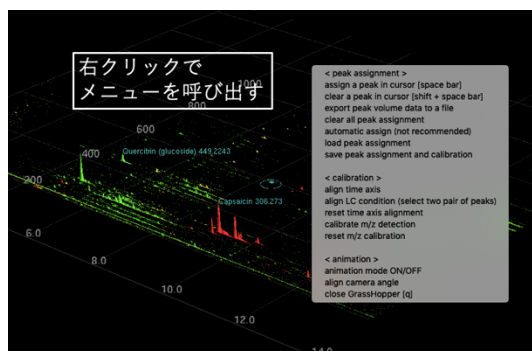 右クリックで
メニューを呼び出す
1000
800
600
400
200
Quercitrin (glucoside) 449.2243
Capsaicin 306.273
6.0
8.0
10.0
12.0
14.0
< peak assignment >
assign a peak in cursor [space bar]
clear a peak in cursor [shift + space bar]
export peak volume data to a file
clear all peak assignment
automatic assign (not recommended)
load peak assignment
save peak assignment and calibration
< calibration >
align time axis
align LC condition (select two pair of peaks)
reset time axis alignment
calibrate m/z detection
reset m/z calibration
< animation >
animation mode ON/OFF
align camera angle
close GrassHopper [q]